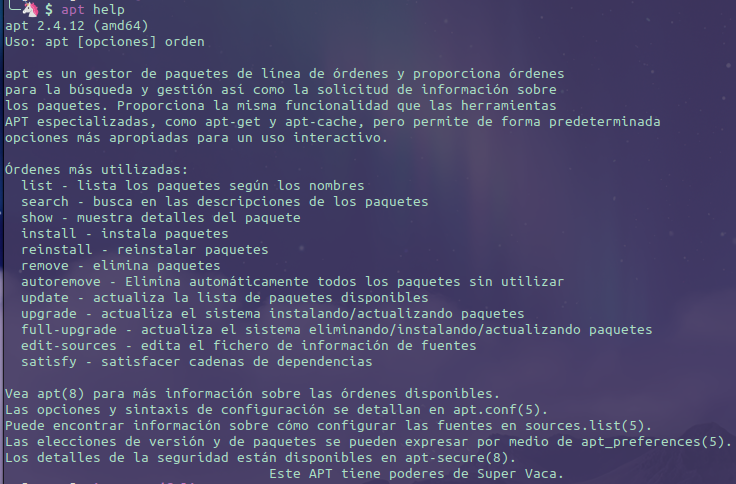 $ apt help
apt 2.4.12 (amd64)
Uso: apt [opciones] orden
apt es un gestor de paquetes de línea de órdenes y proporciona órdenes
para la búsqueda y gestión así como la solicitud de información sobre
los paquetes. Proporciona la misma funcionalidad que las herramientas
APT especializadas, como apt-get y apt-cache, pero permite de forma predeterminada
opciones más apropiadas para un uso interactivo.
Órdenes más utilizadas:
list - lista los paquetes según los nombres
search - busca en las descripciones de los paquetes
show - muestra detalles del paquete
install - instala paquetes
reinstall - reinstalar paquetes
remove - elimina paquetes
autoremove - Elimina automáticamente todos los paquetes sin utilizar
update - actualiza la lista de paquetes disponibles
upgrade - actualiza el sistema instalando/actualizando paquetes
full-upgrade - actualiza el sistema eliminando/instalando/actualizando paquetes
edit-sources - edita el fichero de información de fuentes
satisfy - satisfacer cadenas de dependencias
Vea apt(8) para más información sobre las órdenes disponibles.
Las opciones y sintaxis de configuración se detallan en apt.conf(5).
Puede encontrar información sobre cómo configurar las fuentes en sources.list(5).
Las elecciones de versión y de paquetes se pueden expresar por medio de apt_preferences(5).
Los detalles de la seguridad están disponibles en apt-secure(8).
Este APT tiene poderes de Super Vaca.